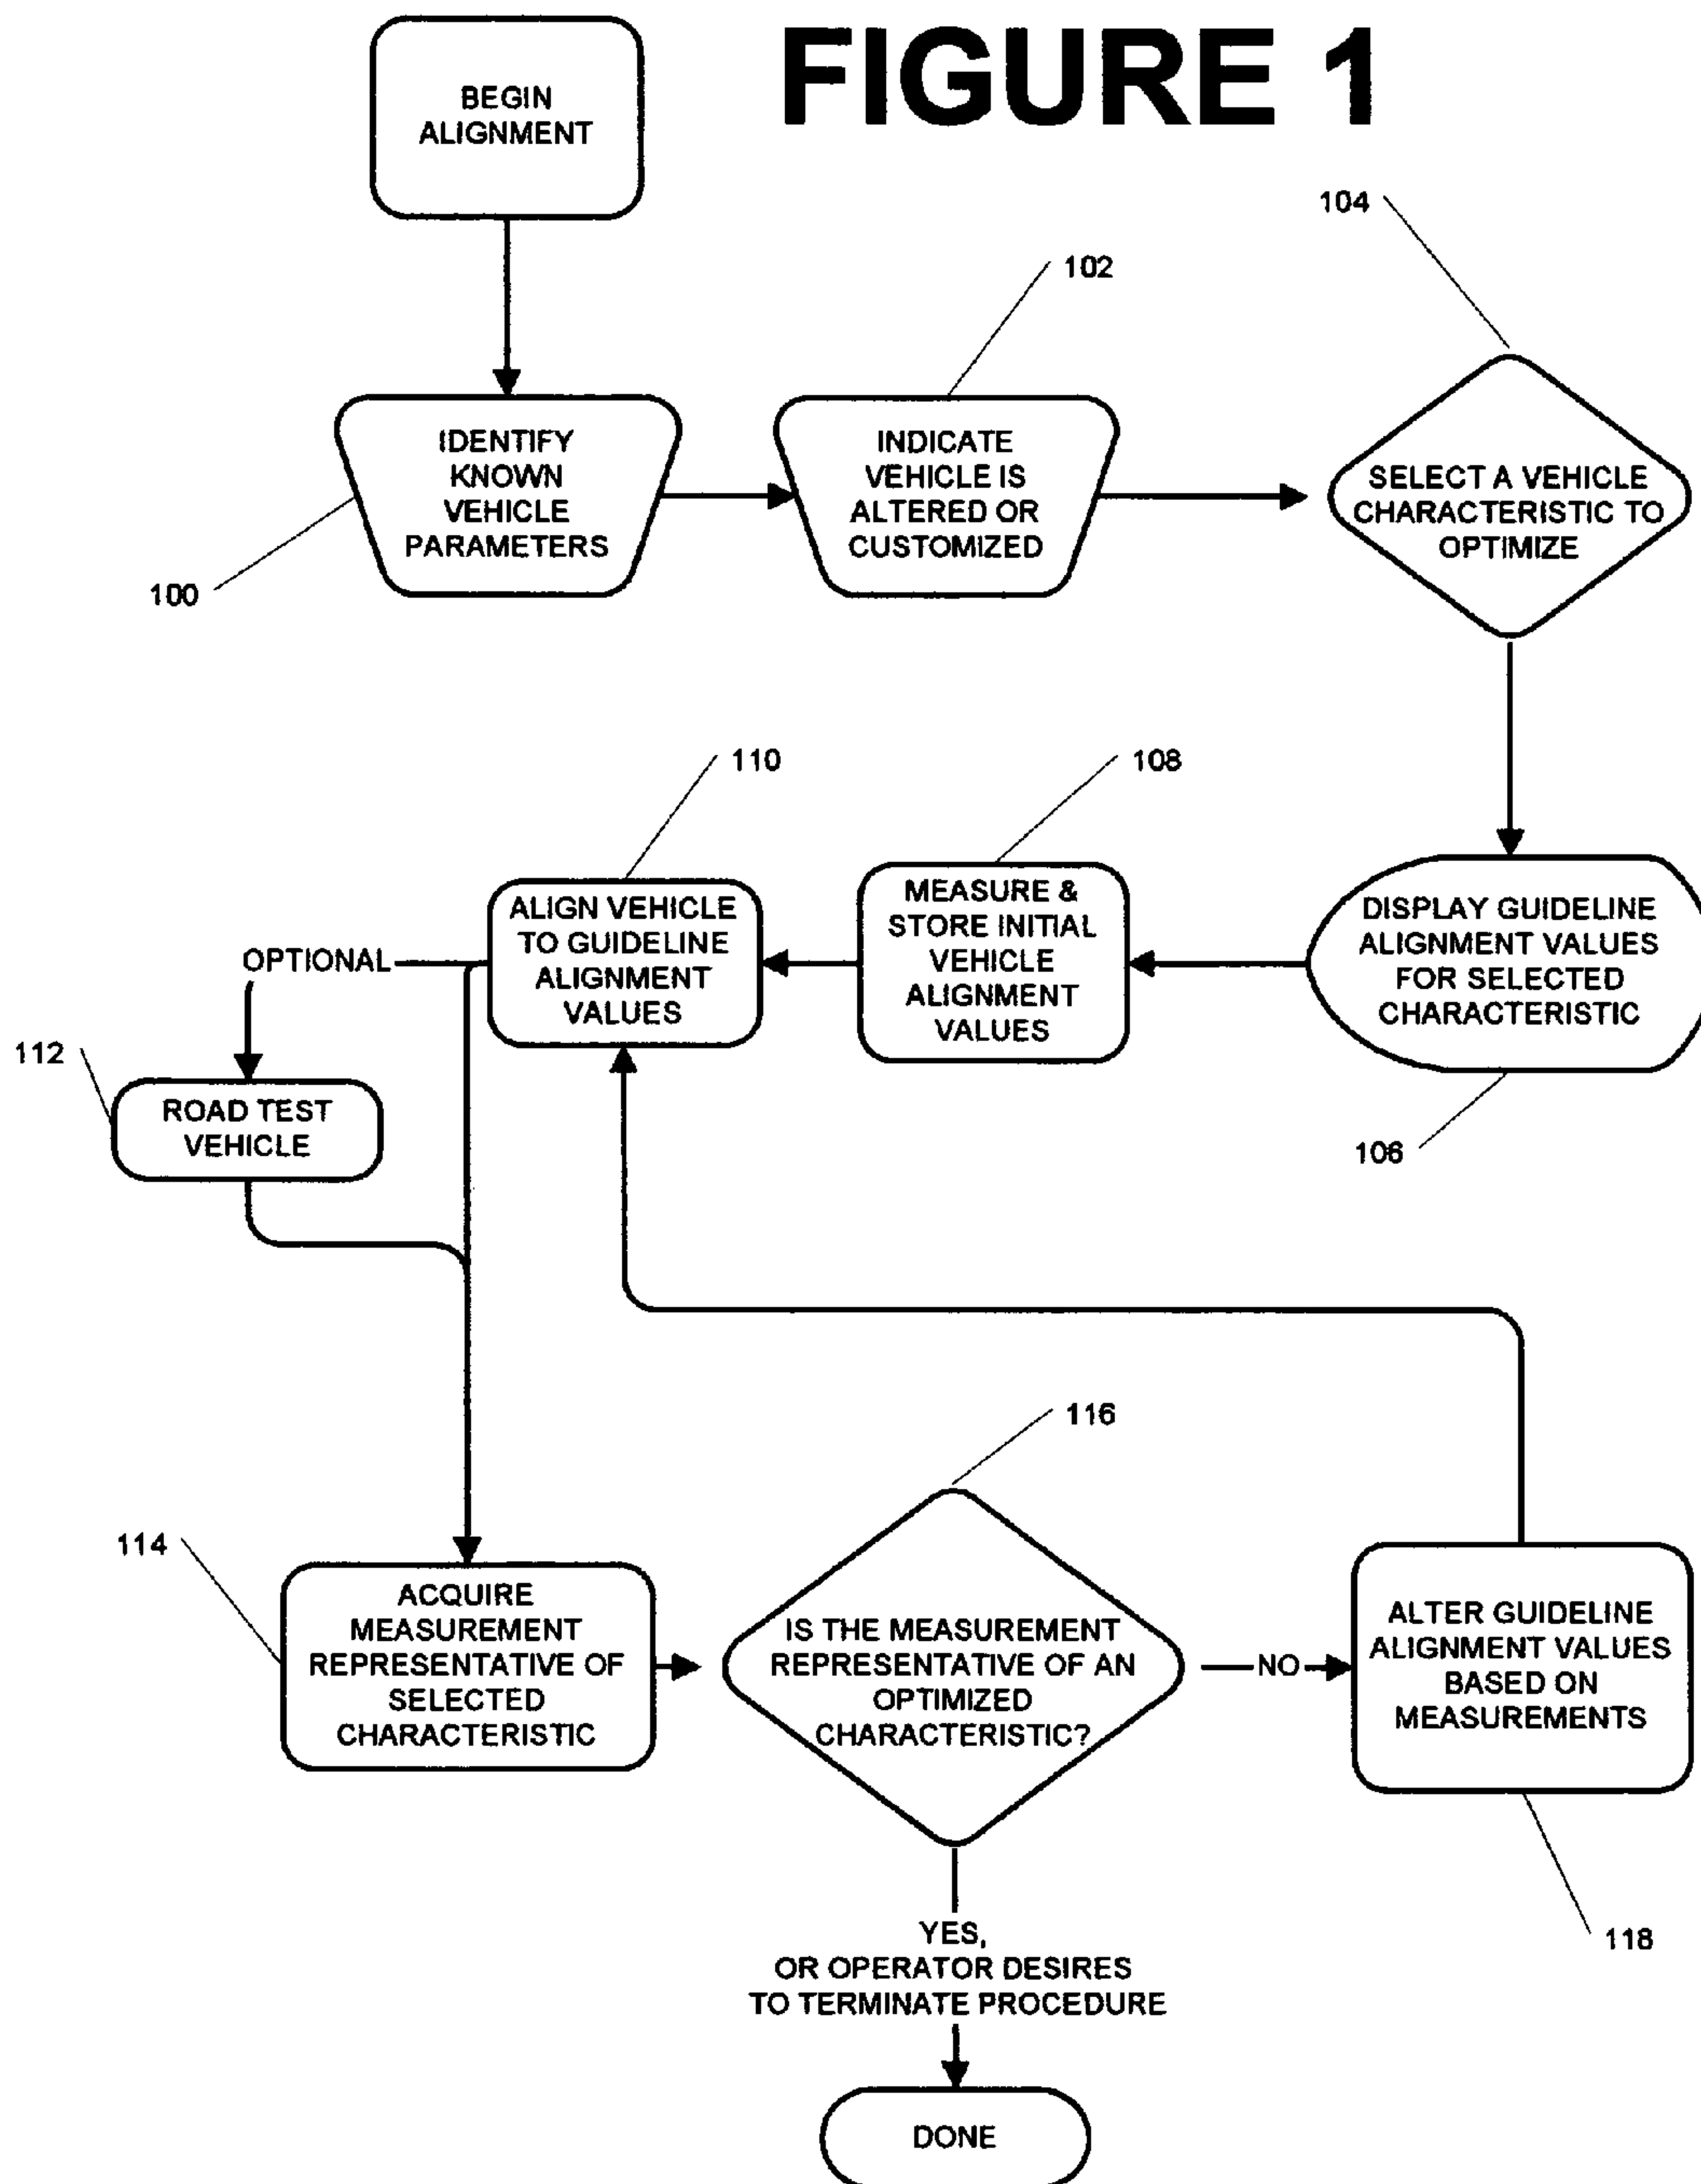 FIGURE 1
BEGIN
ALIGNMENT
104
102
IDENTIFY
KNOWN
VEHICLE
PARAMETERS
100
INDICATE
VEHICLE IS
ALTERED OR
CUSTOMIZED
SELECT A VEHICLE
CHARACTERISTIC TO
OPTIMIZE
110
108
ALIGN VEHICLE
TO GUIDELINE
ALIGNMENT
VALUES
MEASURE &
STORE INITIAL
VEHICLE
ALIGNMENT
VALUES
DISPLAY GUIDELINE
ALIGNMENT VALUES
FOR SELECTED
CHARACTERISTIC
OPTIONAL
112
ROAD TEST
VEHICLE
106
116
114
ACQUIRE
MEASUREMENT
REPRESENTATIVE OF
SELECTED
CHARACTERISTIC
IS THE MEASUREMENT
REPRESENTATIVE OF AN
OPTIMIZED
CHARACTERISTIC?
NO
ALTER GUIDELINE
ALIGNMENT VALUES
BASED ON
MEASUREMENTS
118
YES,
OR OPERATOR DESIRES
TO TERMINATE PROCEDURE
DONE